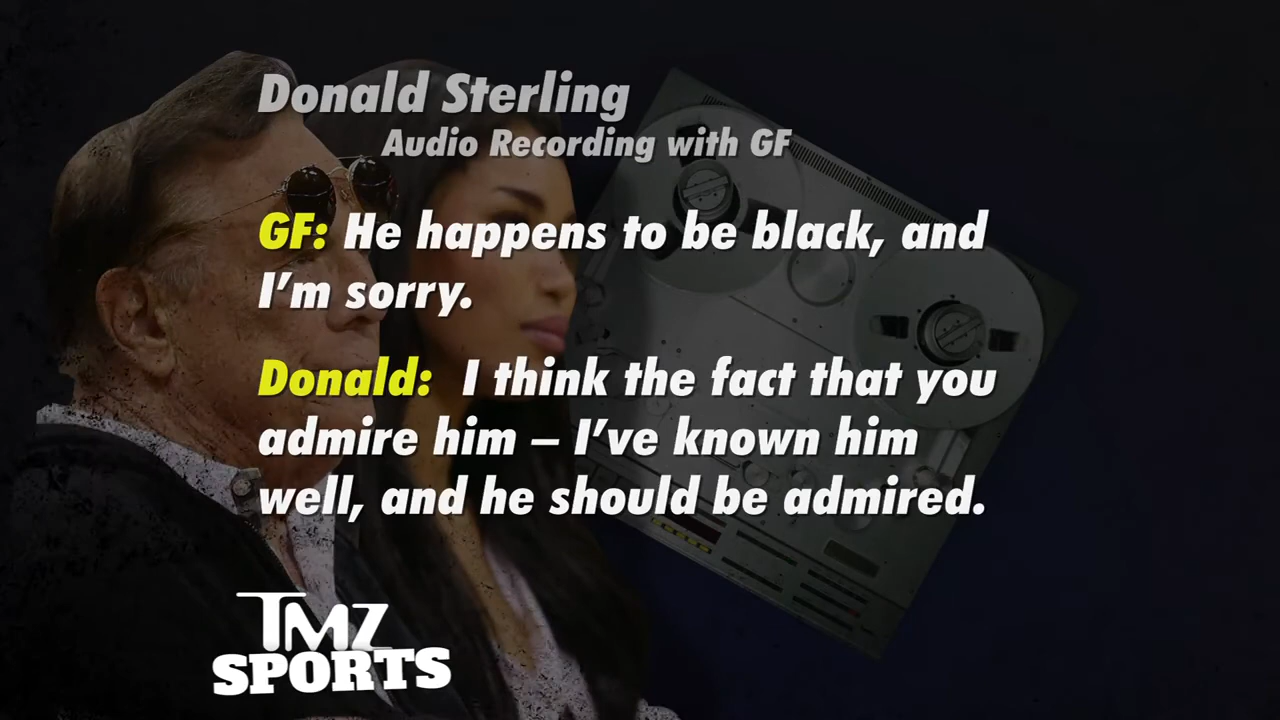 Donald Sterling
Audio Recording with GF
GF: He happens to be black, and
I'm sorry.
Donald: I think the fact that you
admire him – I've known him
well, and he should be admired.
TMZ
SPORTS